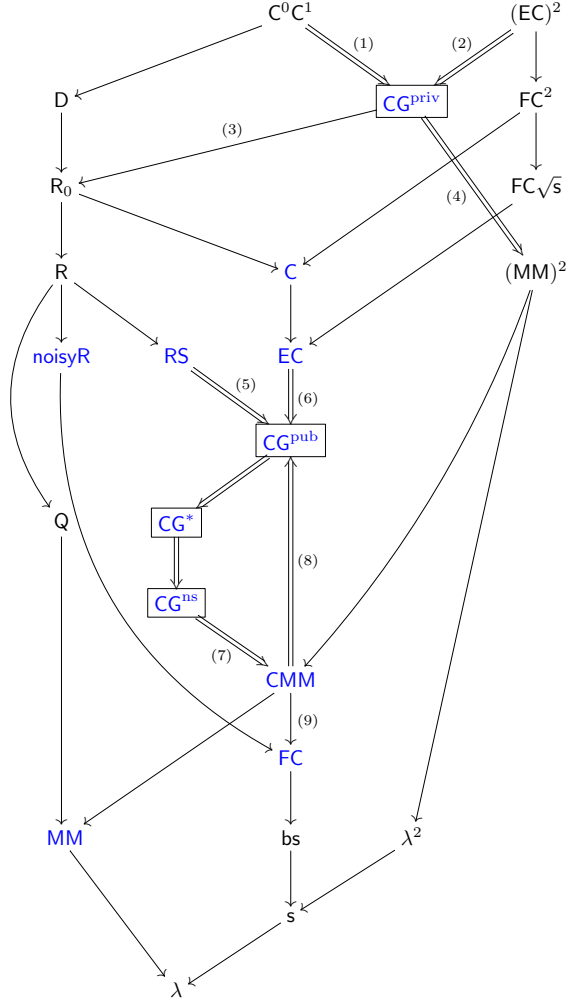 C⁰C¹ (EC)²
(1) (2)
D CG^priv FC²
(3)
R₀ (4) FC√s
R C (MM)²
noisyR RS EC
(5) (6)
CG^pub
Q CG*
(8)
CG^ns
(7)
CMM
(9)
FC
MM bs λ²
s
λ